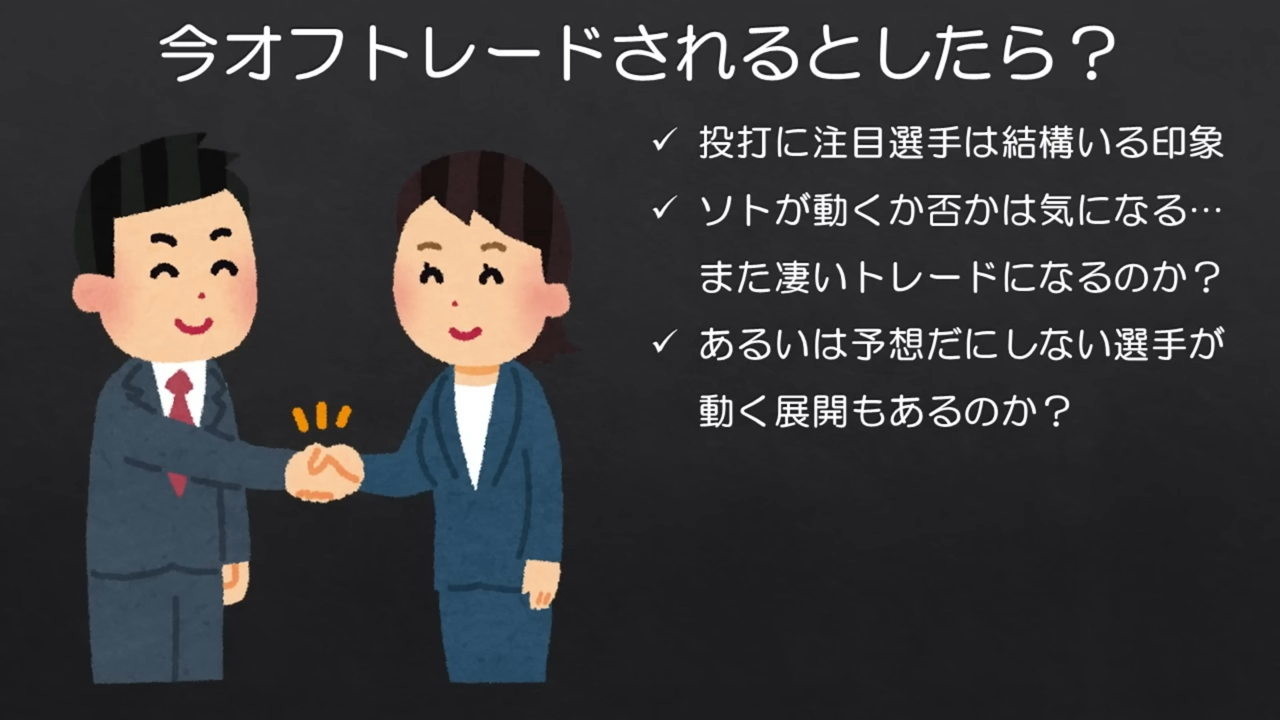 今オフトレードされるとしたら？
✓ 投打に注目選手は結構いる印象
✓ ソトが動くか否かは気になる…
また凄いトレードになるのか？
✓ あるいは予想だにしない選手が
動く展開もあるのか？